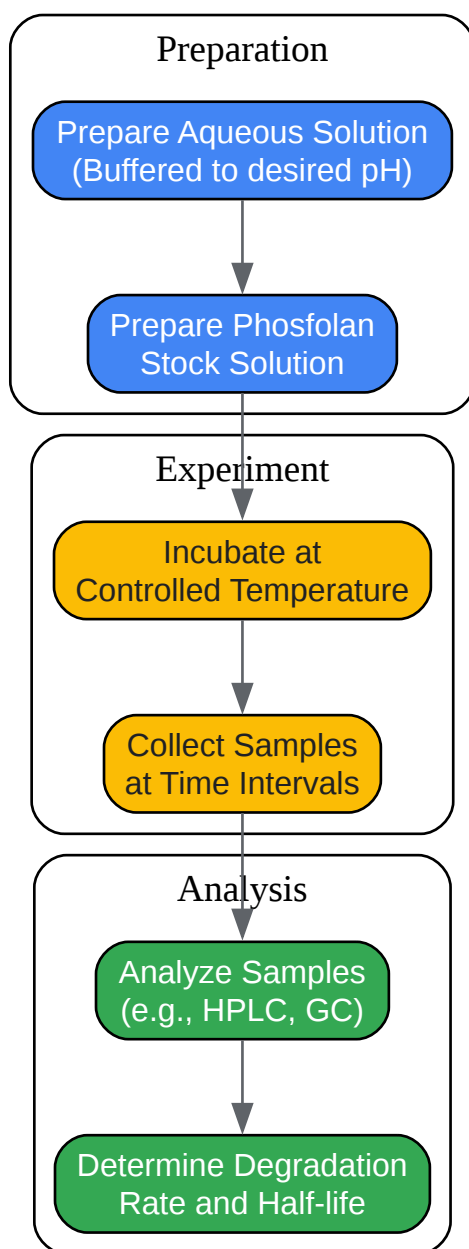 Preparation
Prepare Aqueous Solution
(Buffered to desired pH)
Prepare Phosfolan
Stock Solution
Experiment
Incubate at
Controlled Temperature
Collect Samples
at Time Intervals
Analysis
Analyze Samples
(e.g., HPLC, GC)
Determine Degradation
Rate and Half-life